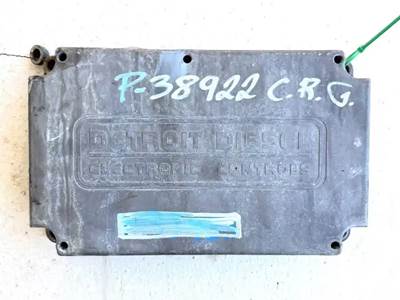 P-38922 C.R.G.
DETROIT DIESEL
ELECTRONIC CONTROLS